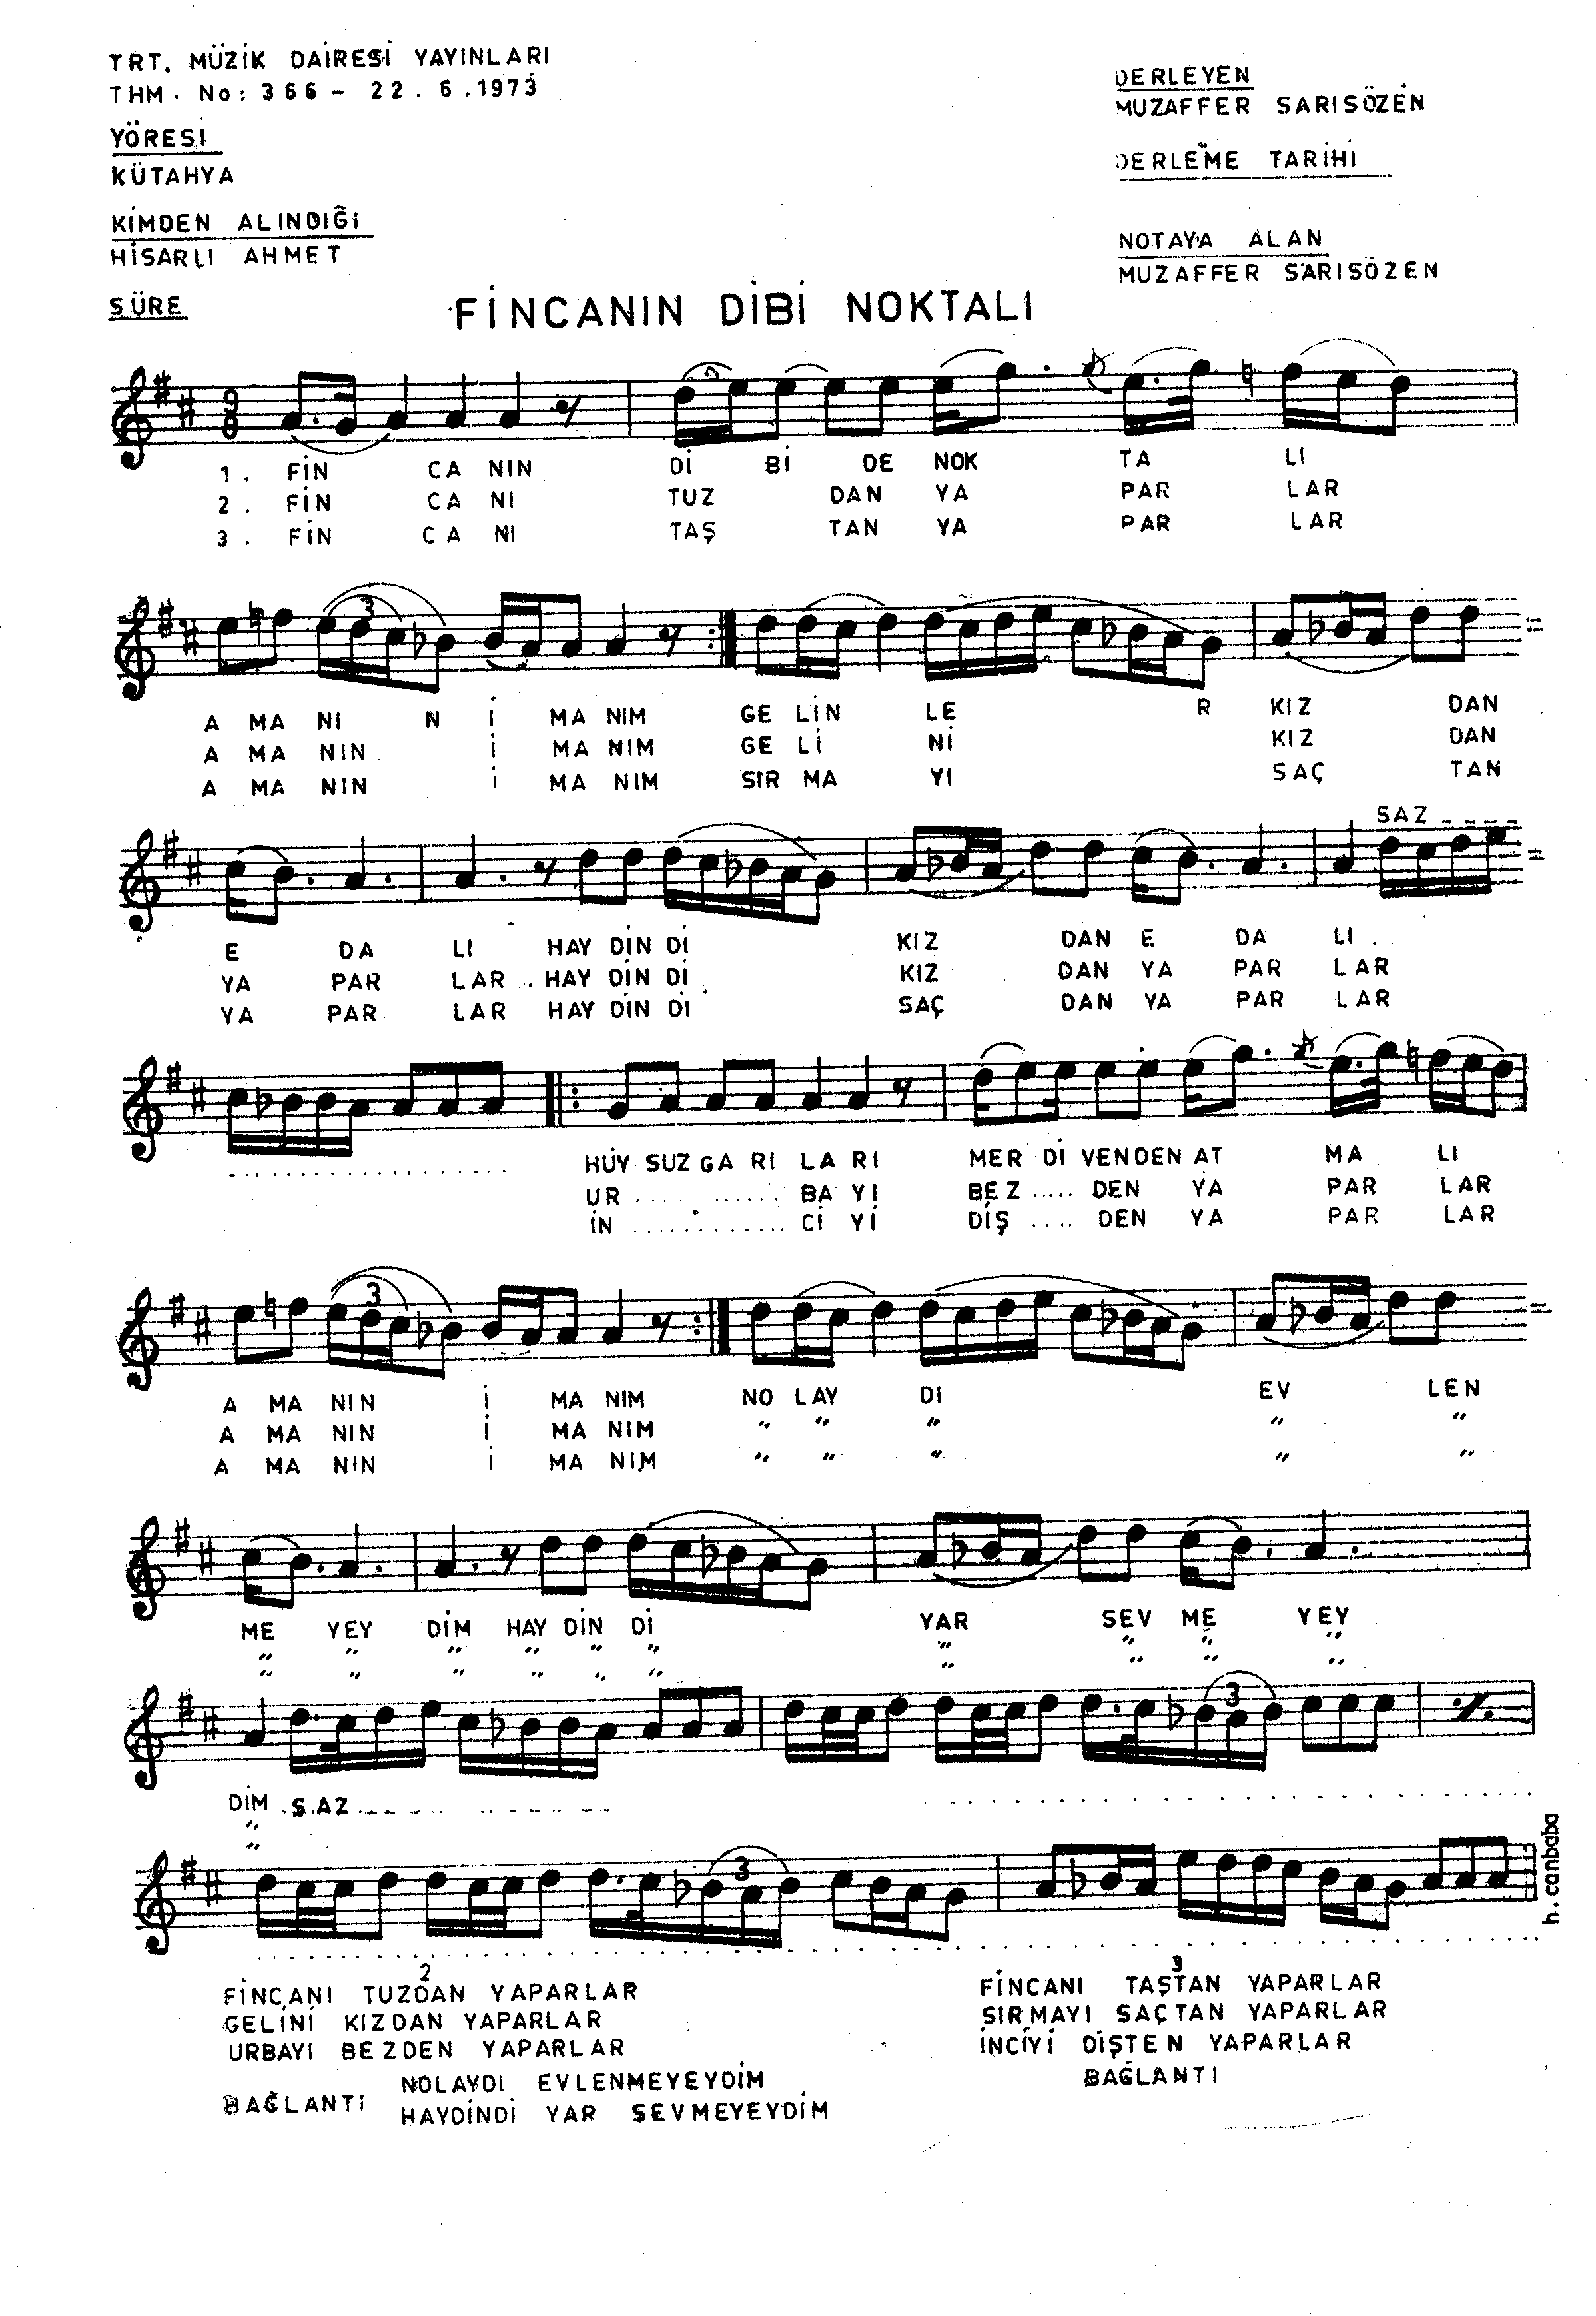 TRT. MÜZİK DAİRESİ YAYINLARI
THM. No: 366 - 22.6.1973
YÖRESİ
KÜTAHYA
KİMDEN ALINDIĞI
HİSARLI AHMET
SÜRE
DERLEYEN
MUZAFFER SARISÖZEN
DERLEME TARİHİ
NOTAYA ALAN
MUZAFFER SARISÖZEN
FİNCANIN DİBİ NOKTALI
1. FİN CA NIN Dİ Bİ DE NOK TA LI
2. FİN CA NI TUZ DAN YA PAR LAR
3. FİN CA NI TAŞ TAN YA PAR LAR
3
A MA NI N İ MA NIM GE LİN LE R KIZ DAN
A MA NIN İ MA NIM GE Lİ Nİ KIZ DAN
A MA NIN İ MA NIM SIR MA YI SAÇ TAN
SAZ
E DA LI HAY DİN Dİ KIZ DAN E DA LI
YA PAR LAR HAY DİN Dİ KIZ DAN YA PAR LAR
YA PAR LAR HAY DİN Dİ SAÇ DAN YA PAR LAR
HUY SUZ GA RI LA RI MER Dİ VENDEN AT MA LI
UR ........... BA YI BEZ ..... DEN YA PAR LAR
İN ............ Cİ Yİ DİŞ .... DEN YA PAR LAR
3
A MA NIN İ MA NIM NO LAY DI EV LEN
A MA NIN İ MA NIM " " " " "
A MA NIN İ MA NIM " " " " "
ME YEY DİM HAY DİN Dİ YAR SEV ME YEY
" " " " " " " " " "
" " " " " " " " " "
3
DİM SAZ
"
"
3
h.canbaba
2
FİNCANI TUZDAN YAPARLAR
GELİNİ KIZDAN YAPARLAR
URBAYI BEZDEN YAPARLAR
BAĞLANTI NOLAYDI EVLENMEYEYDİM
HAYDİNDİ YAR SEVMEYEYDİM
3
FİNCANI TAŞTAN YAPARLAR
SIRMAYI SAÇTAN YAPARLAR
İNCİYİ DİŞTEN YAPARLAR
BAĞLANTI